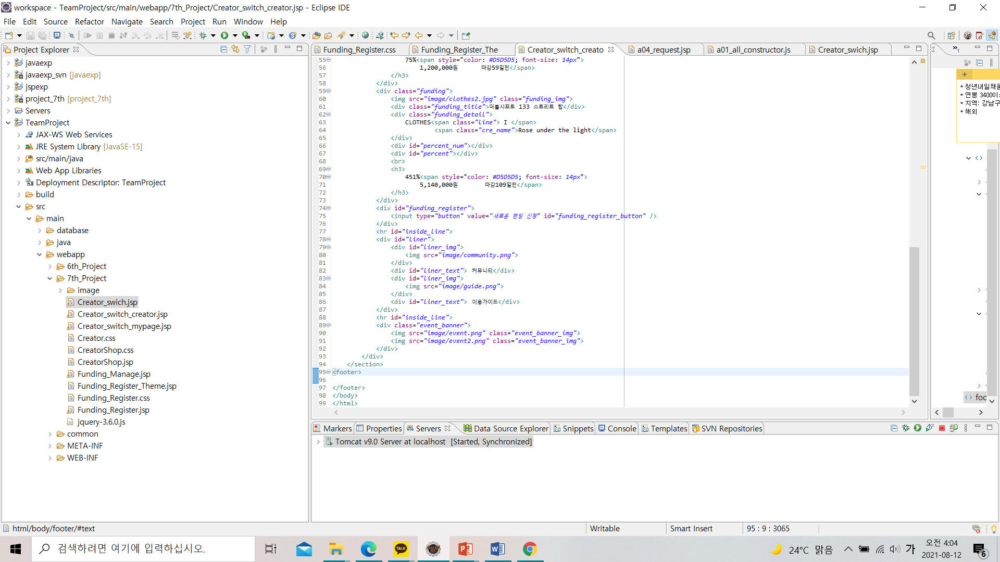 workspace - TeamProject/src/main/webapp/7th_Project/Creator_switch_creator.jsp - Eclipse IDE
File Edit Source Refactor Navigate Search Project Run Window Help
Project Explorer
javaexp
javaexp_svn [javaexp]
jspexp
project_7th [project_7th]
Servers
TeamProject
JAX-WS Web Services
JRE System Library [JavaSE-15]
src/main/java
Web App Libraries
Deployment Descriptor: TeamProject
build
src
main
database
java
webapp
6th_Project
7th_Project
image
Creator_swich.jsp
Creator_switch_creator.jsp
Creator_switch_mypage.jsp
Creator.css
CreatorShop.css
CreatorShop.jsp
Funding_Manage.jsp
Funding_Register_Theme.jsp
Funding_Register.css
Funding_Register.jsp
jquery-3.6.0.js
common
META-INF
WEB-INF
Funding_Register.css Funding_Register_The Creator_switch_creato a04_request.jsp a01_all_constructor.js Creator_swich.jsp
55 75%<span style="color: #D5D5D5; font-size: 14px">
56 1,200,000원 마감59일전</span>
57 </h3>
58 </div>
59 <div class="funding">
60 <img src="image/clothes2.jpg" class="funding_img">
61 <div class="funding_title">더블시프트 133 스트리트 탑</div>
62 <div class="funding_detail">
63 CLOTHES<span class="line"> I </span>
64 <span class="cre_name">Rose under the light</span>
65 </div>
66 <div id="percent_num"></div>
67 <div id="percent"></div>
68 <br>
69 <h3>
70 451%<span style="color: #D5D5D5; font-size: 14px">
71 5,140,000원 마감109일전</span>
72 </h3>
73 </div>
74 <div id="funding_register">
75 <input type="button" value="새로운 펀딩 신청" id="funding_register_button" />
76 </div>
77 <hr id="inside_line">
78 <div id="liner">
79 <div id="liner_img">
80 <img src="image/community.png">
81 </div>
82 <div id="liner_text"> 커뮤니티</div>
83 <div id="liner_img">
84 <img src="image/guide.png">
85 </div>
86 <div id="liner_text"> 이용가이드</div>
87 </div>
88 <hr id="inside_line">
89 <div class="event_banner">
90 <img src="image/event.png" class="event_banner_img">
91 <img src="image/event2.png" class="event_banner_img">
92 </div>
93 </div>
94 </section>
95 <footer>
96
97 </footer>
98 </body>
99 </html>
* 청년내일채움
* 연봉 3400이상
* 지역: 강남구
* 해외
foo
Markers Properties Servers Data Source Explorer Snippets Console Templates SVN Repositories
Tomcat v9.0 Server at localhost [Started, Synchronized]
html/body/footer/#text Writable Smart Insert 95 : 9 : 3065
검색하려면 여기에 입력하십시오.
TALK
24°C 맑음
가
오전 4:04
2021-08-12
6